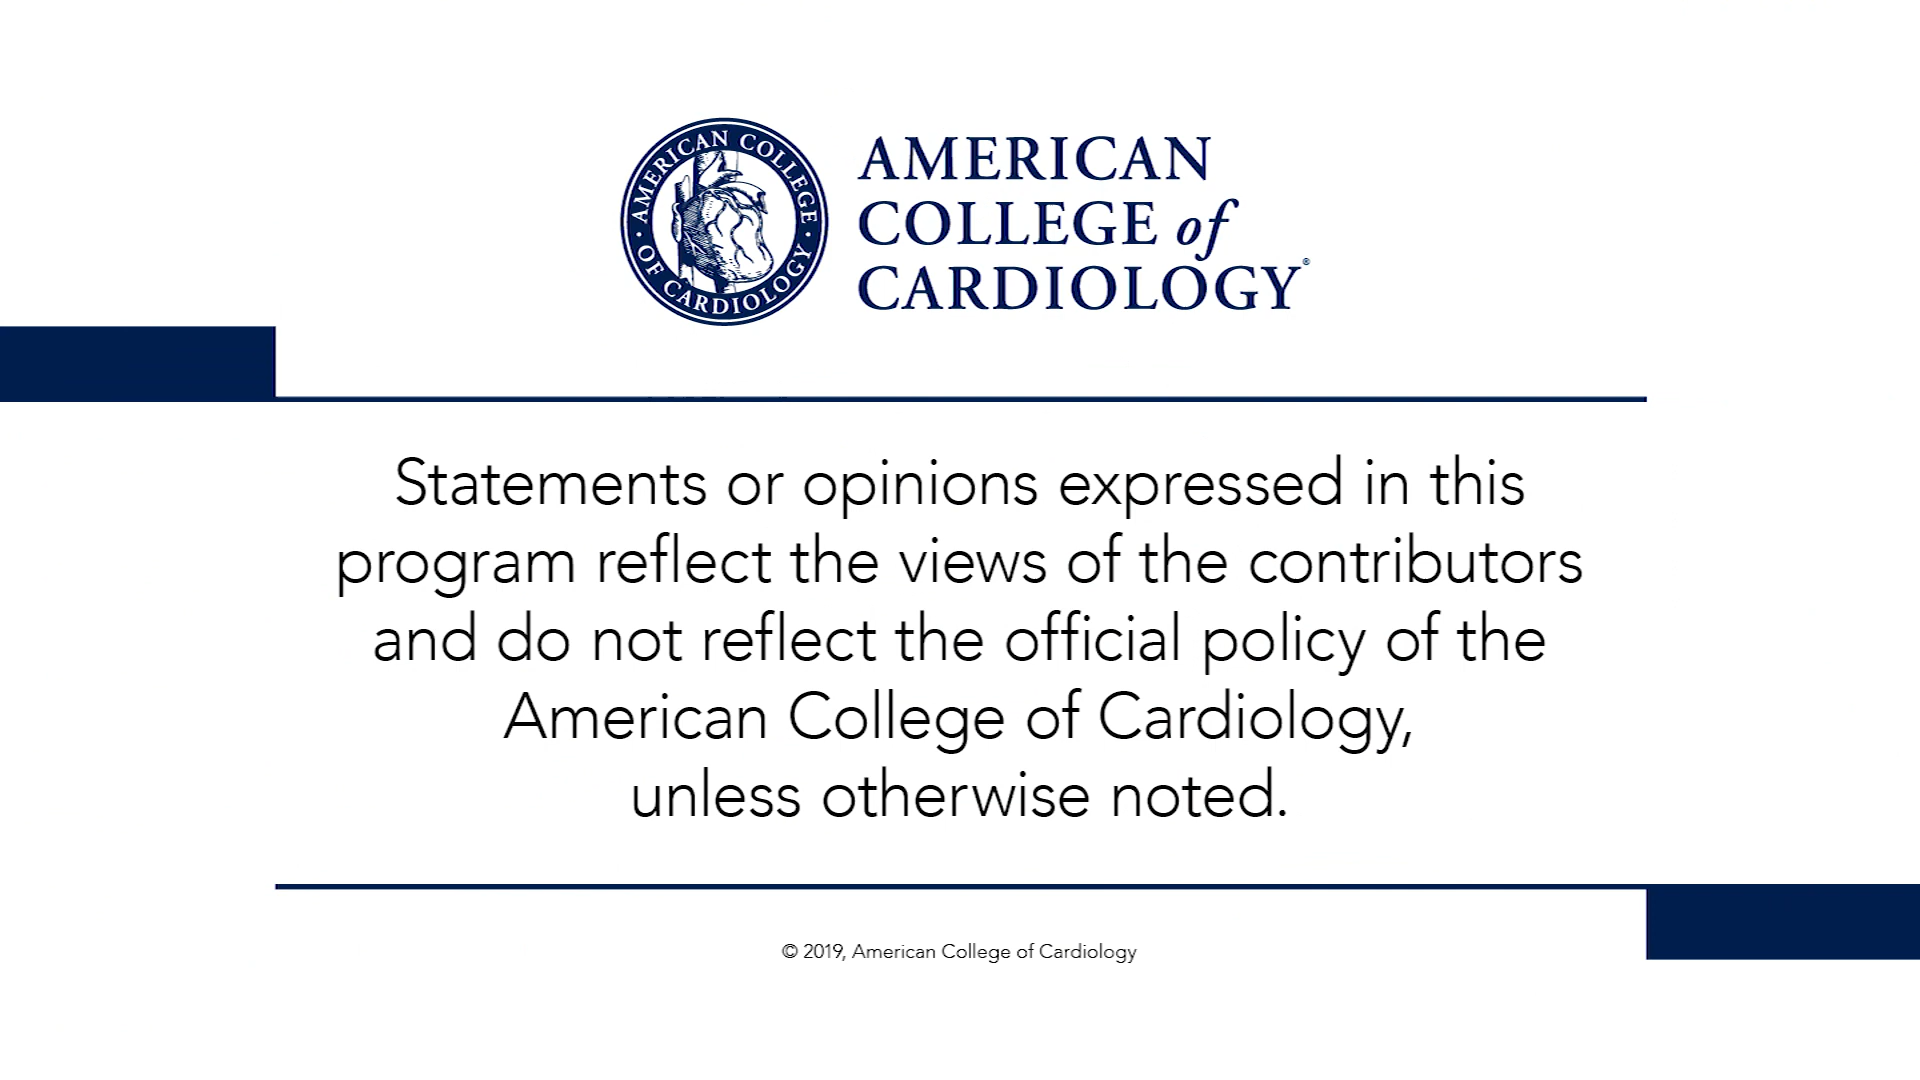 AMERICAN COLLEGE
· OF CARDIOLOGY ·
AMERICAN
COLLEGE of
CARDIOLOGY®
Statements or opinions expressed in this
program reflect the views of the contributors
and do not reflect the official policy of the
American College of Cardiology,
unless otherwise noted.
© 2019, American College of Cardiology